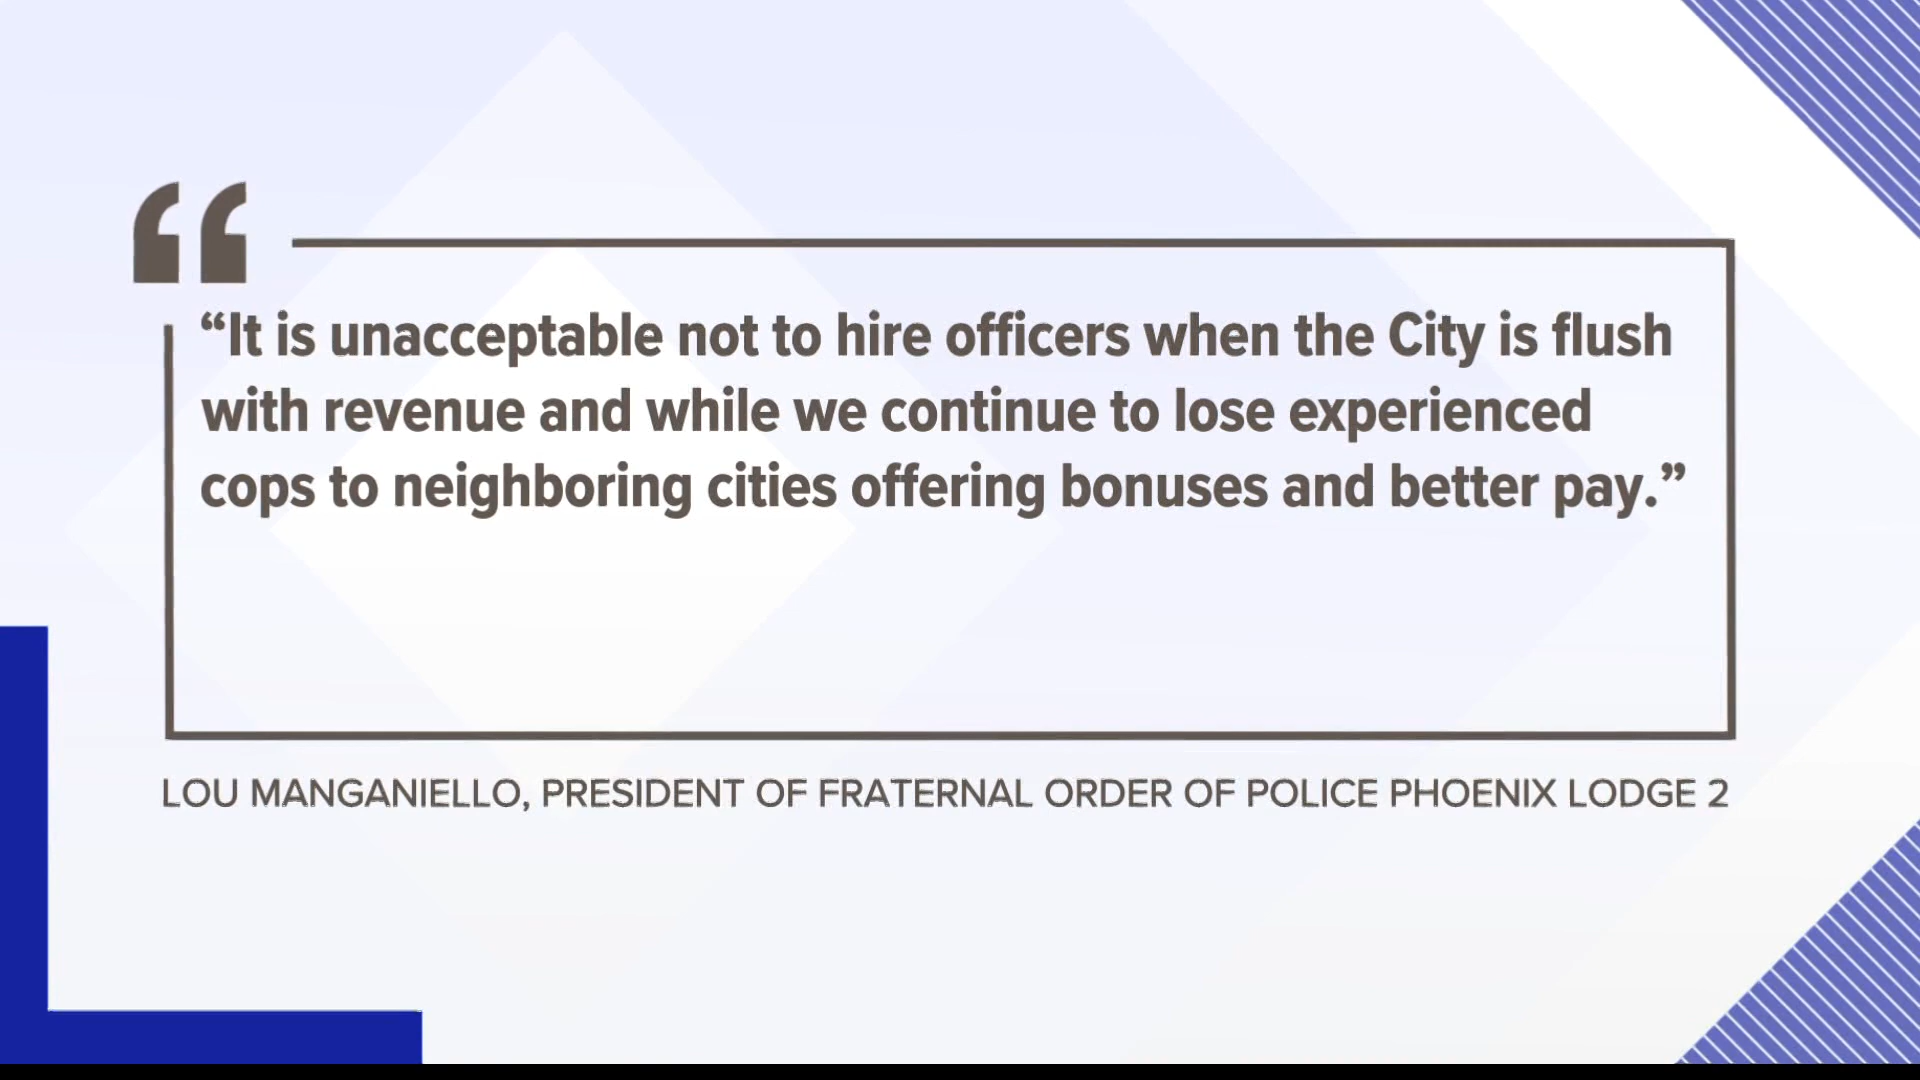 “It is unacceptable not to hire officers when the City is flush
with revenue and while we continue to lose experienced
cops to neighboring cities offering bonuses and better pay.”
LOU MANGANIELLO, PRESIDENT OF FRATERNAL ORDER OF POLICE PHOENIX LODGE 2